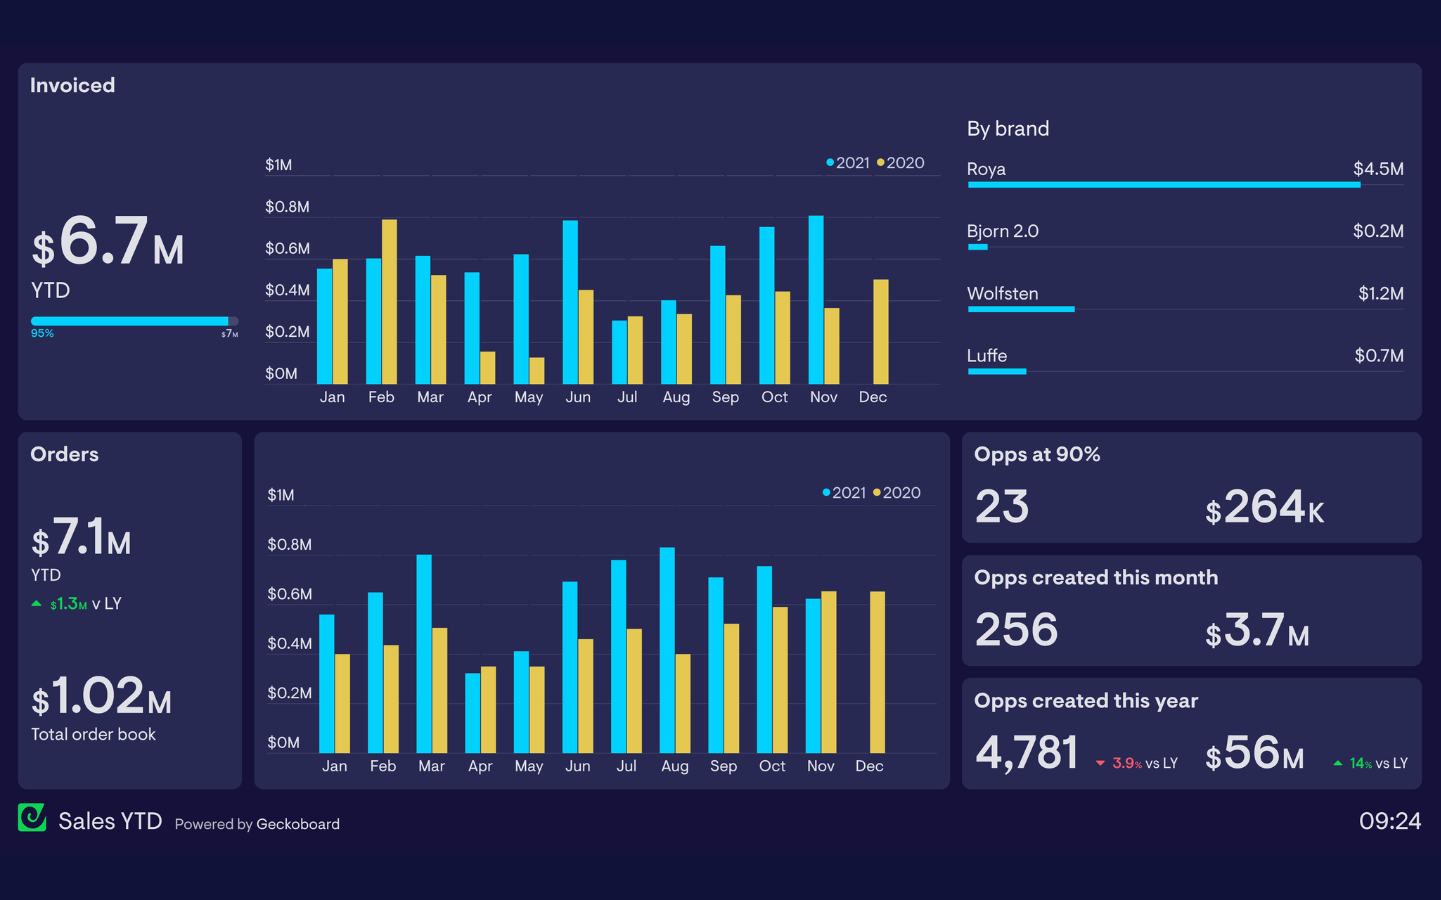 Invoiced
$6.7M
YTD
95% $7M
$1M
$0.8M
$0.6M
$0.4M
$0.2M
$0M
2021 2020
Jan Feb Mar Apr May Jun Jul Aug Sep Oct Nov Dec
By brand
Roya $4.5M
Bjorn 2.0 $0.2M
Wolfsten $1.2M
Luffe $0.7M
Orders
$7.1M
YTD
$1.3M v LY
$1.02M
Total order book
$1M
$0.8M
$0.6M
$0.4M
$0.2M
$0M
2021 2020
Jan Feb Mar Apr May Jun Jul Aug Sep Oct Nov Dec
Opps at 90%
23 $264K
Opps created this month
256 $3.7M
Opps created this year
4,781 3.9% vs LY $56M 14% vs LY
Sales YTD Powered by Geckoboard
09:24